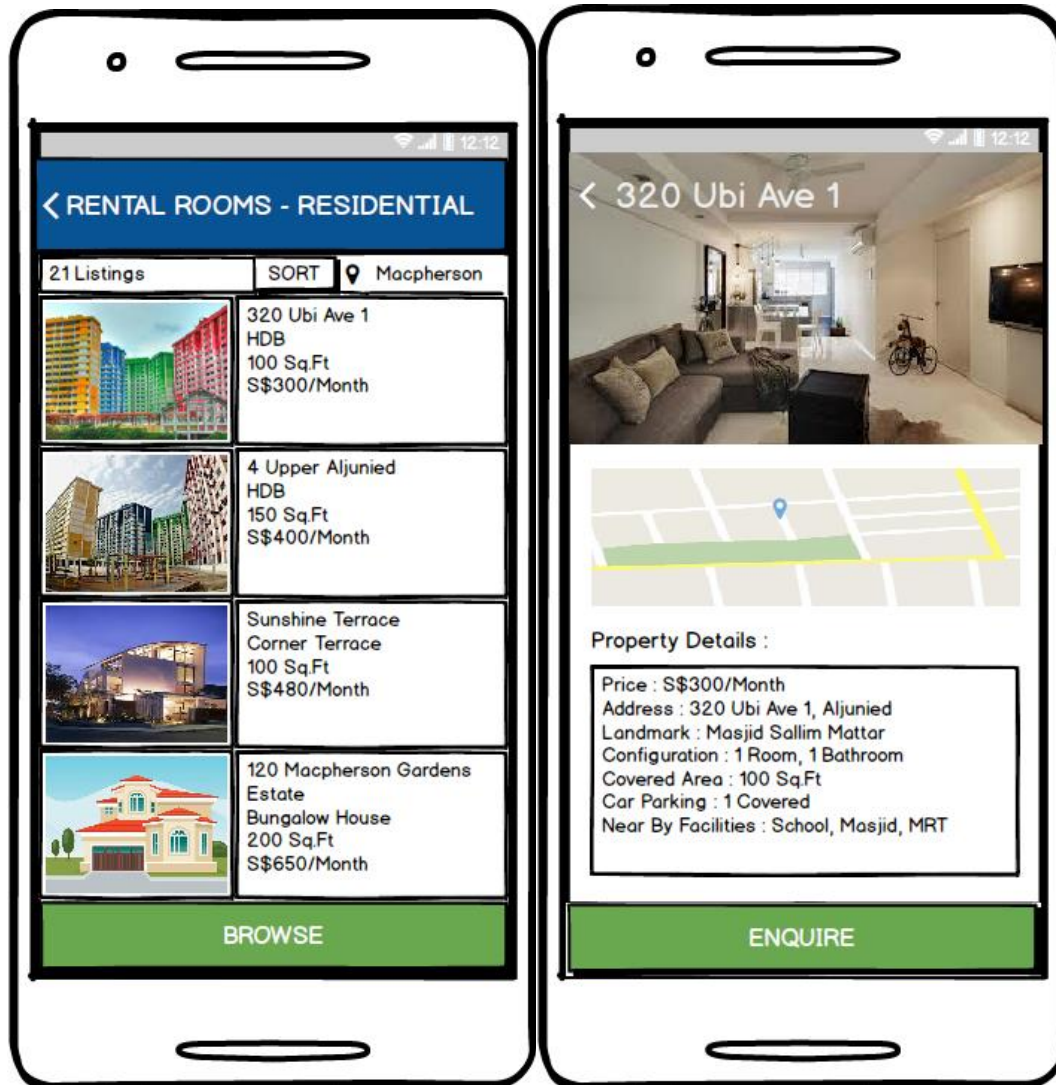 12:12
RENTAL ROOMS - RESIDENTIAL
21 Listings
SORT
Macpherson
320 Ubi Ave 1
HDB
100 Sq.Ft
S$300/Month
4 Upper Aljunied
HDB
150 Sq.Ft
S$400/Month
Sunshine Terrace
Corner Terrace
100 Sq.Ft
S$480/Month
120 Macpherson Gardens
Estate
Bungalow House
200 Sq.Ft
S$650/Month
BROWSE
12:12
320 Ubi Ave 1
Property Details :
Price : S$300/Month
Address : 320 Ubi Ave 1, Aljunied
Landmark : Masjid Sallim Mattar
Configuration : 1 Room, 1 Bathroom
Covered Area : 100 Sq.Ft
Car Parking : 1 Covered
Near By Facilities : School, Masjid, MRT
ENQUIRE